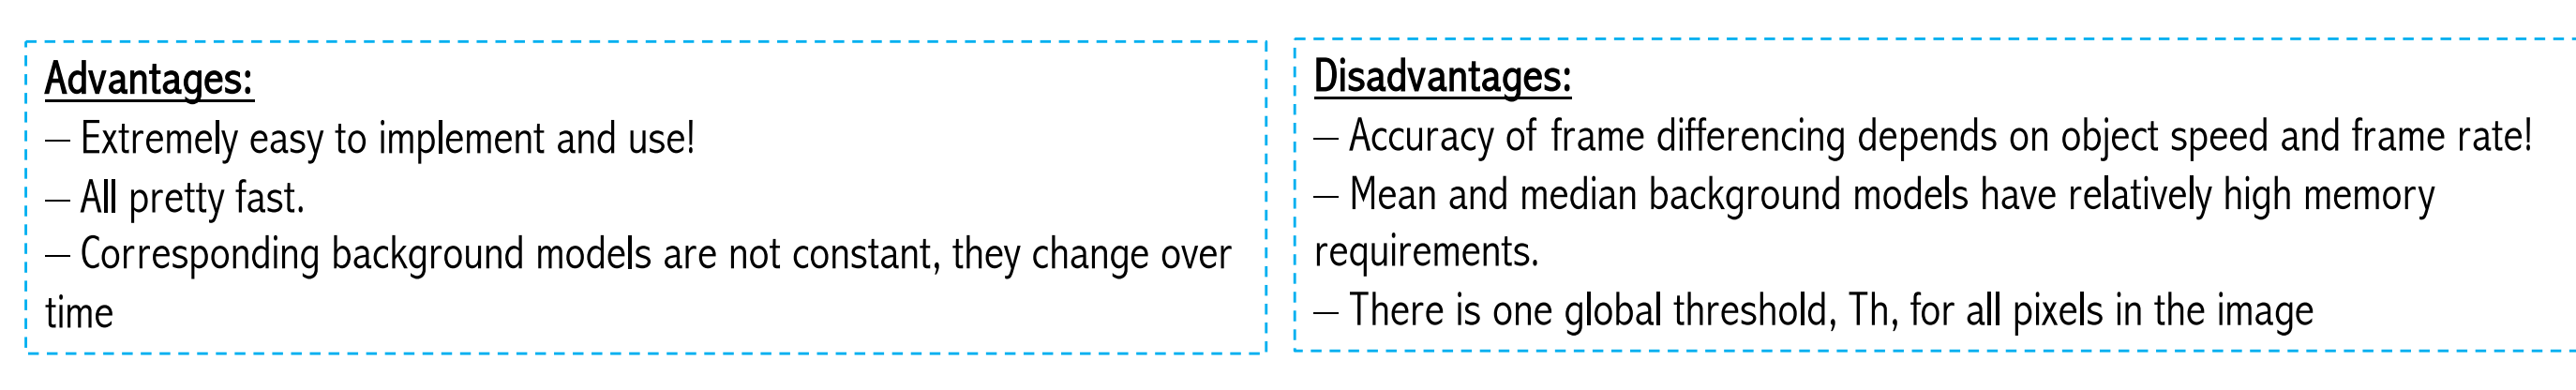 Advantages:
– Extremely easy to implement and use!
– All pretty fast.
– Corresponding background models are not constant, they change over
time
Disadvantages:
– Accuracy of frame differencing depends on object speed and frame rate!
– Mean and median background models have relatively high memory
requirements.
– There is one global threshold, Th, for all pixels in the image